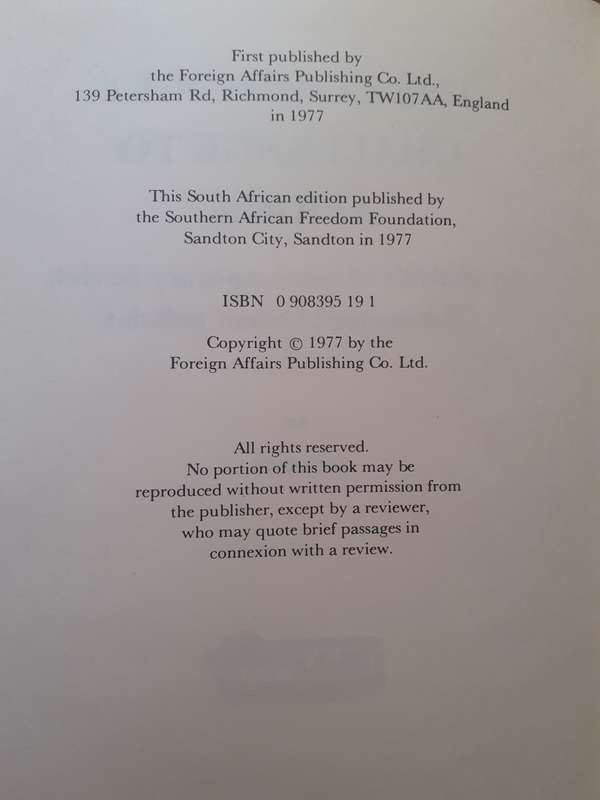 First published by
the Foreign Affairs Publishing Co. Ltd.,
139 Petersham Rd, Richmond, Surrey, TW107AA, England
in 1977
This South African edition published by
the Southern African Freedom Foundation,
Sandton City, Sandton in 1977
ISBN 0 908395 19 1
Copyright © 1977 by the
Foreign Affairs Publishing Co. Ltd.
All rights reserved.
No portion of this book may be
reproduced without written permission from
the publisher, except by a reviewer,
who may quote brief passages in
connexion with a review.